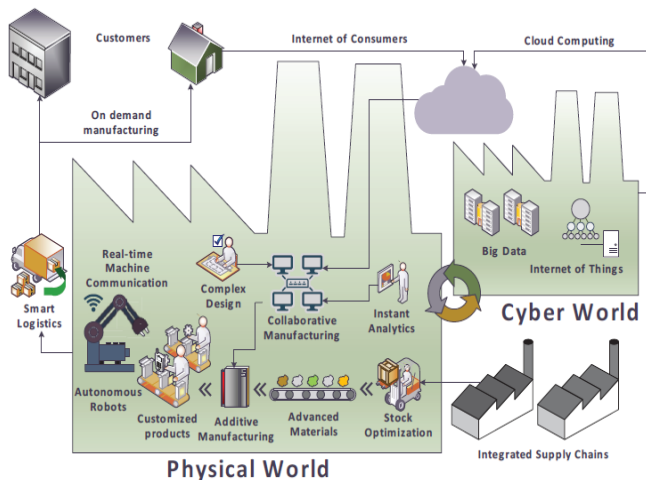 Customers
Internet of Consumers
Cloud Computing
On demand
manufacturing
Big Data
Internet of Things
Real-time
Machine
Communication
Complex
Design
Collaborative
Manufacturing
Instant
Analytics
Smart
Logistics
Cyber World
Autonomous
Robots
Customized
products
Additive
Manufacturing
Advanced
Materials
Stock
Optimization
Integrated Supply Chains
Physical World